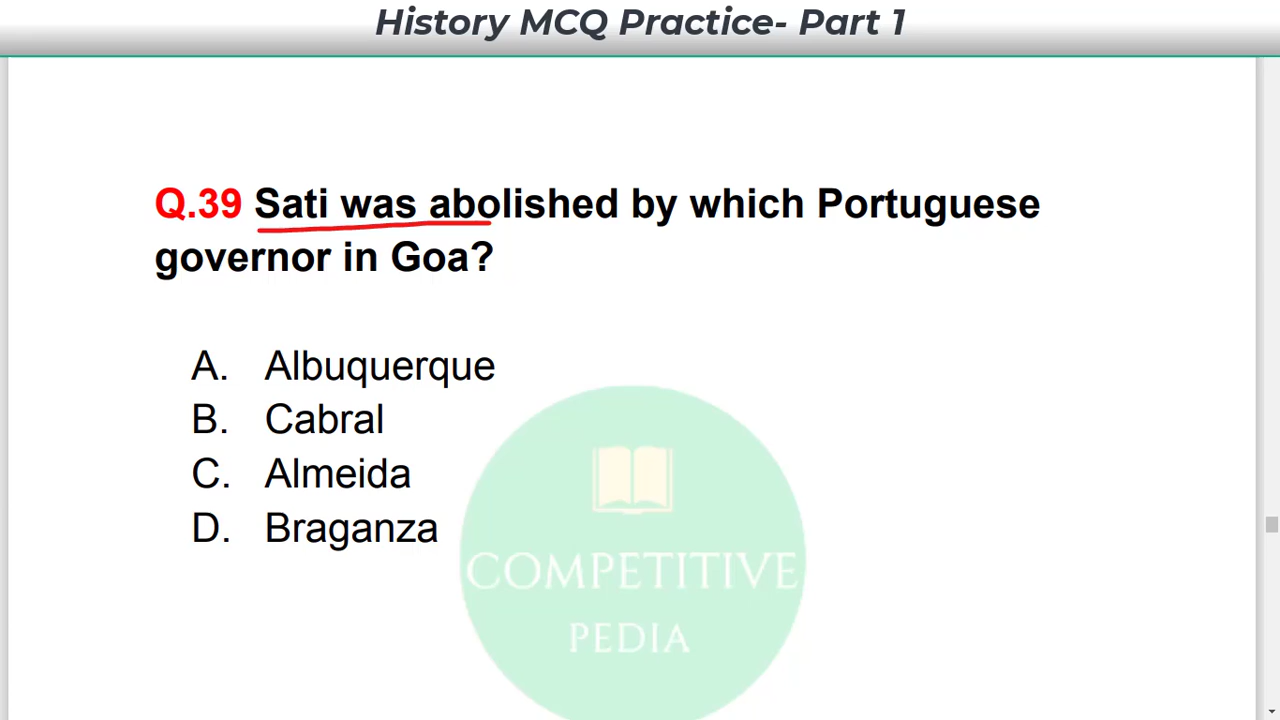 History MCQ Practice- Part 1
Q.39 Sati was abolished by which Portuguese
governor in Goa?
A. Albuquerque
B. Cabral
C. Almeida
D. Braganza
COMPETITIVE
PEDIA